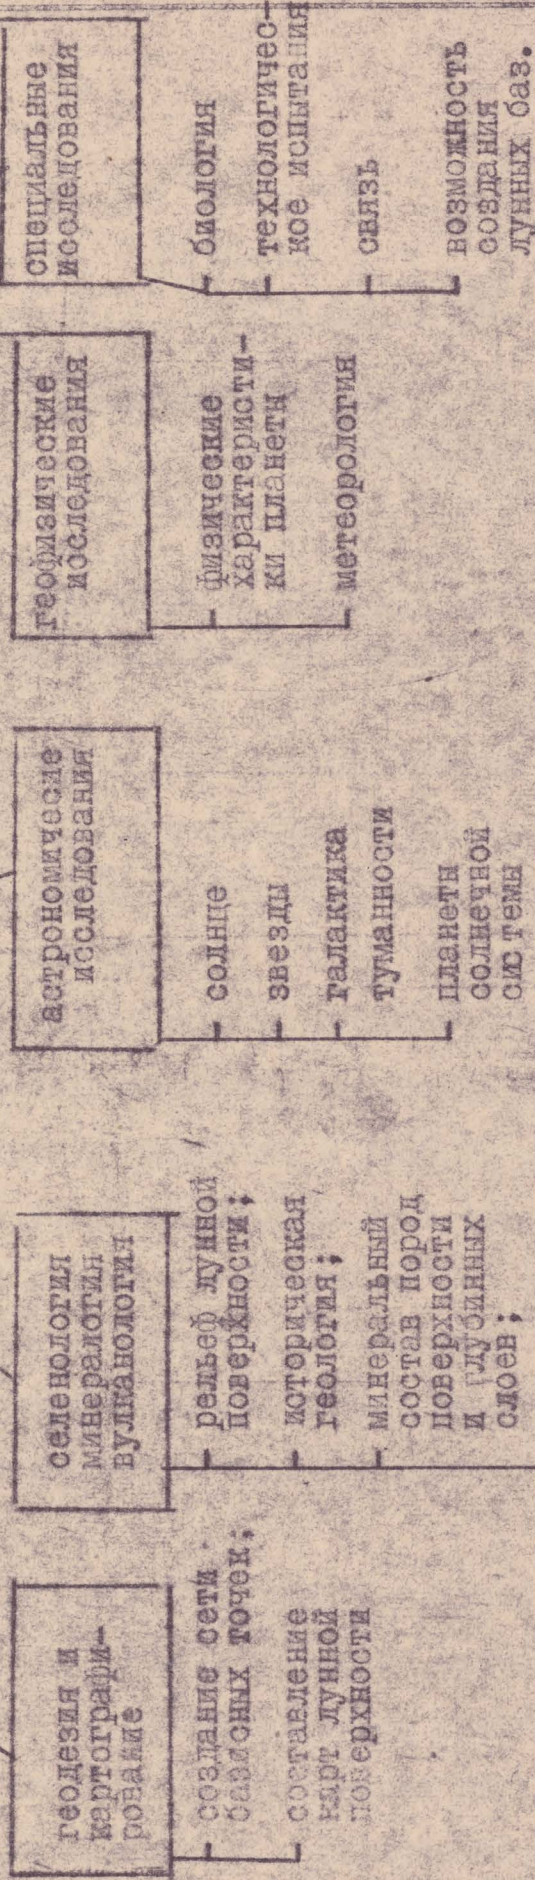 геодезия и
картографи-
рование
создание сети
базисных точек;
составление
карт лунной
поверхности
селенология
минералогия
вулканология
рельеф лунной
поверхности;
историческая
геология;
минеральный
состав пород
поверхности
и глубинных
слоев;
астрономичесие
исследования
солнце
звезды
галактика
туманности
планеты
солнечной
системы
геофизические
исследования
физические
характеристи-
ки планеты
метеорология
специальные
исследования
биология
технологичес-
кое испытания
связь
возможность
создания
лунных баз.